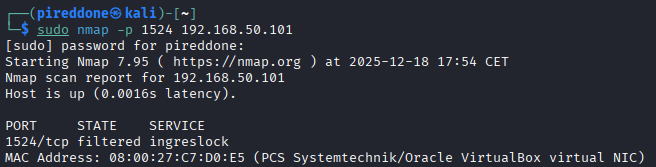 ┌──(pireddone㉿kali)-[~]
└─$ sudo nmap -p 1524 192.168.50.101
[sudo] password for pireddone:
Starting Nmap 7.95 ( https://nmap.org ) at 2025-12-18 17:54 CET
Nmap scan report for 192.168.50.101
Host is up (0.0016s latency).

PORT     STATE    SERVICE
1524/tcp filtered ingreslock
MAC Address: 08:00:27:C7:D0:E5 (PCS Systemtechnik/Oracle VirtualBox virtual NIC)